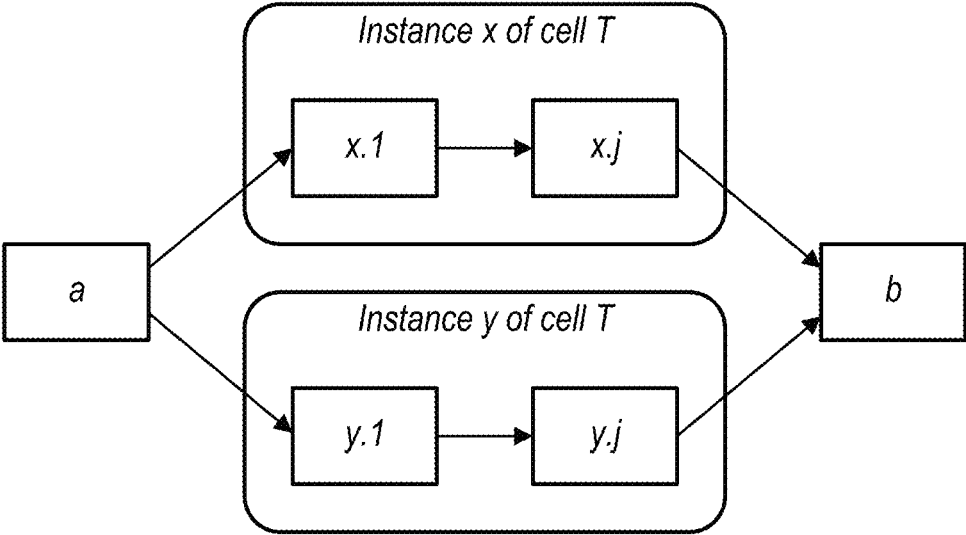 Instance x of cell T
x.1
x.j
a
b
Instance y of cell T
y.1
y.j